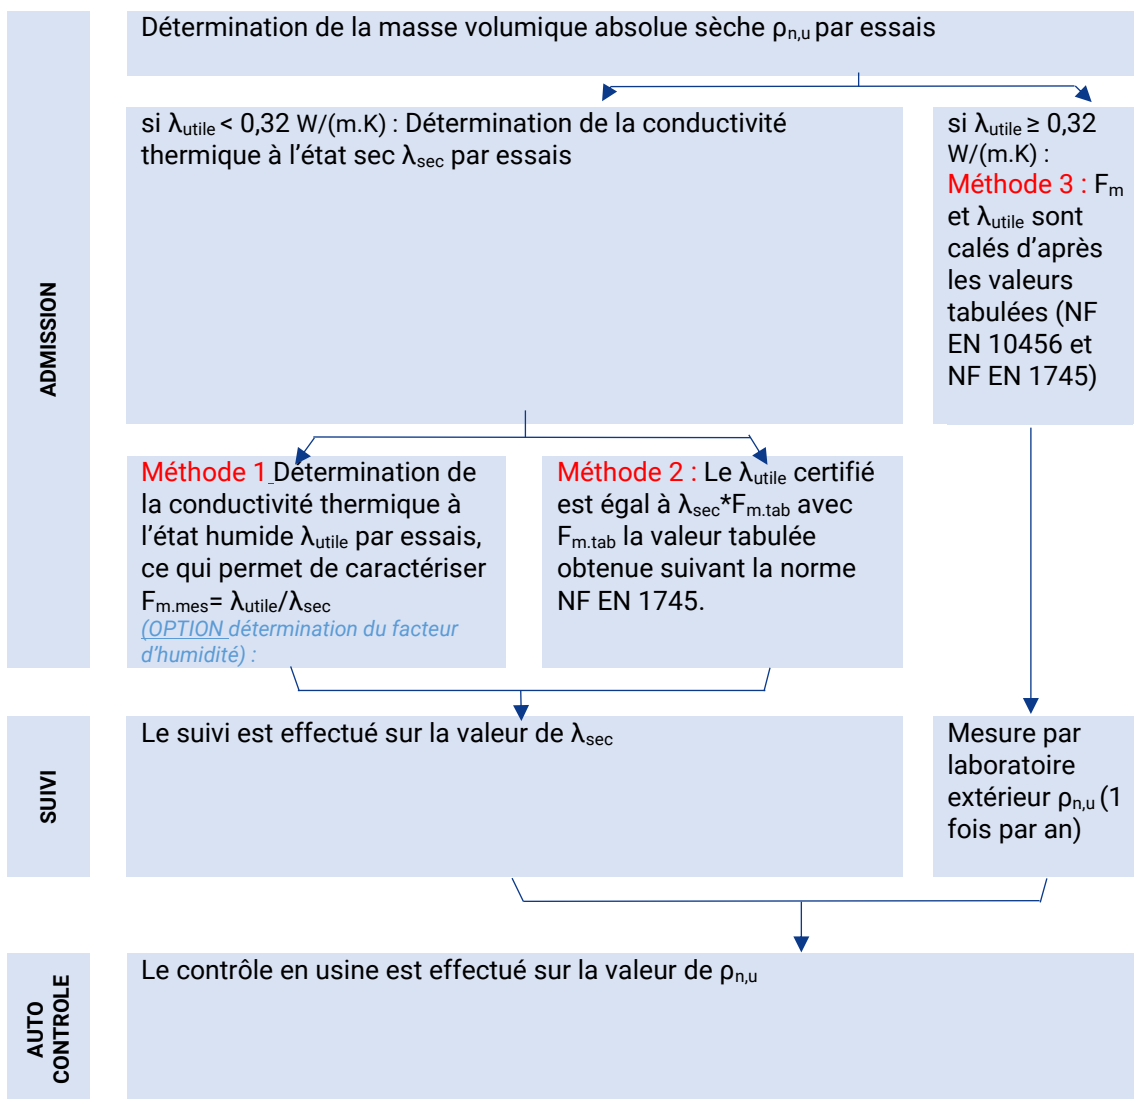 Détermination de la masse volumique absolue sèche ρn,u par essais
si λutile < 0,32 W/(m.K) : Détermination de la conductivité
thermique à l’état sec λsec par essais
si λutile ≥ 0,32
W/(m.K) :
Méthode 3 : Fm
et λutile sont
calés d’après
les valeurs
tabulées (NF
EN 10456 et
NF EN 1745)
ADMISSION
Méthode 1 Détermination de
la conductivité thermique à
l’état humide λutile par essais,
ce qui permet de caractériser
Fm.mes= λutile/λsec
(OPTION détermination du facteur
d’humidité) :
Méthode 2 : Le λutile certifié
est égal à λsec*Fm.tab avec
Fm.tab la valeur tabulée
obtenue suivant la norme
NF EN 1745.
SUIVI
Le suivi est effectué sur la valeur de λsec
Mesure par
laboratoire
extérieur ρn,u (1
fois par an)
AUTO
CONTROLE
Le contrôle en usine est effectué sur la valeur de ρn,u